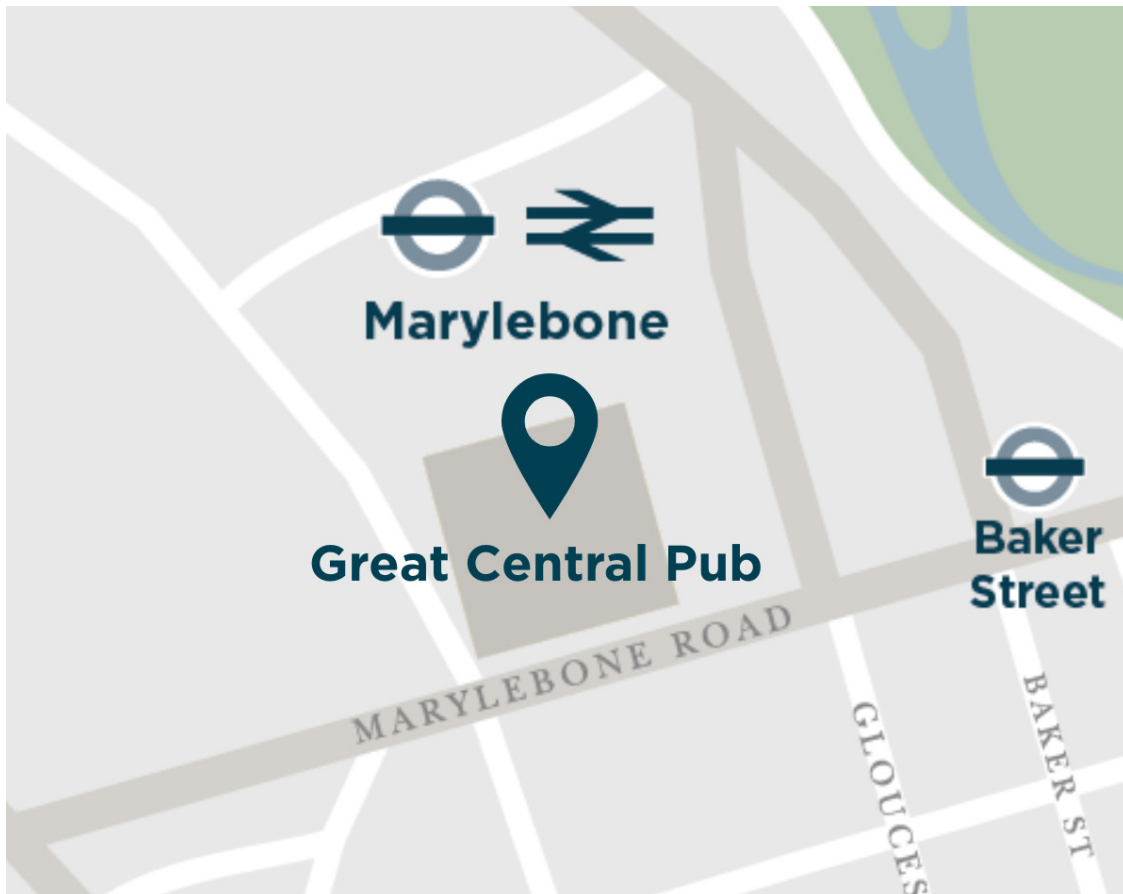 Marylebone
Great Central Pub
Baker
Street
MARYLEBONE ROAD
GLOUCES
BAKER ST